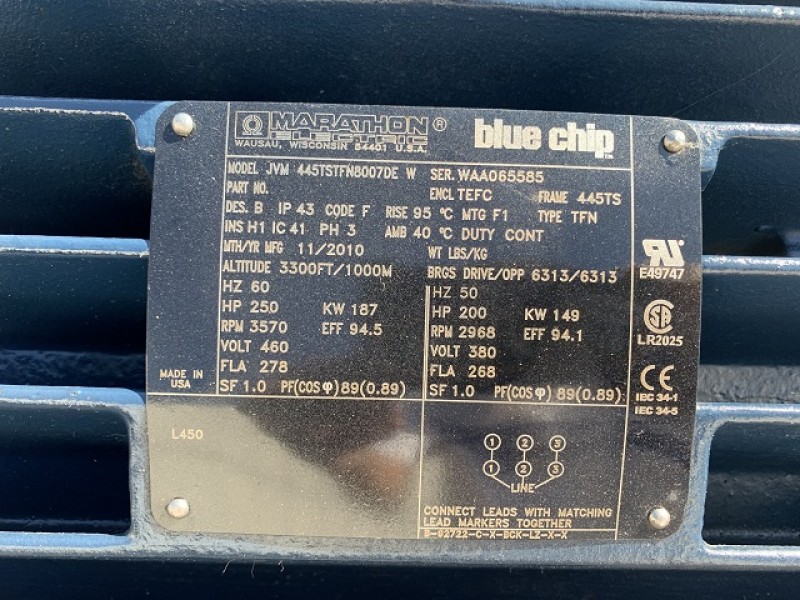 MARATHON®
ELECTRIC
WAUSAU, WISCONSIN 54401 U.S.A.
blue chip
MODEL JVM 445TSTFN8007DE W SER. WAA065585
PART NO. ENCL TEFC FRAME 445TS
DES. B IP 43 CODE F RISE 95 °C MTG F1 TYPE TFN
INS H1 IC 41 PH 3 AMB 40 °C DUTY CONT
MTH/YR MFG 11/2010 WT LBS/KG
ALTITUDE 3300FT/1000M BRGS DRIVE/OPP 6313/6313
HZ 60
HP 250 KW 187
RPM 3570 EFF 94.5
VOLT 460
FLA 278
SF 1.0 PF(COS φ) 89(0.89)
HZ 50
HP 200 KW 149
RPM 2968 EFF 94.1
VOLT 380
FLA 268
SF 1.0 PF(COS φ) 89(0.89)
MADE IN
USA
E49747
LR2025
CE
IEC 34-1
IEC 34-5
L450
1 2 3
1 2 3
LINE
CONNECT LEADS WITH MATCHING
LEAD MARKERS TOGETHER
B-02722-C-X-BCK-LZ-X-X